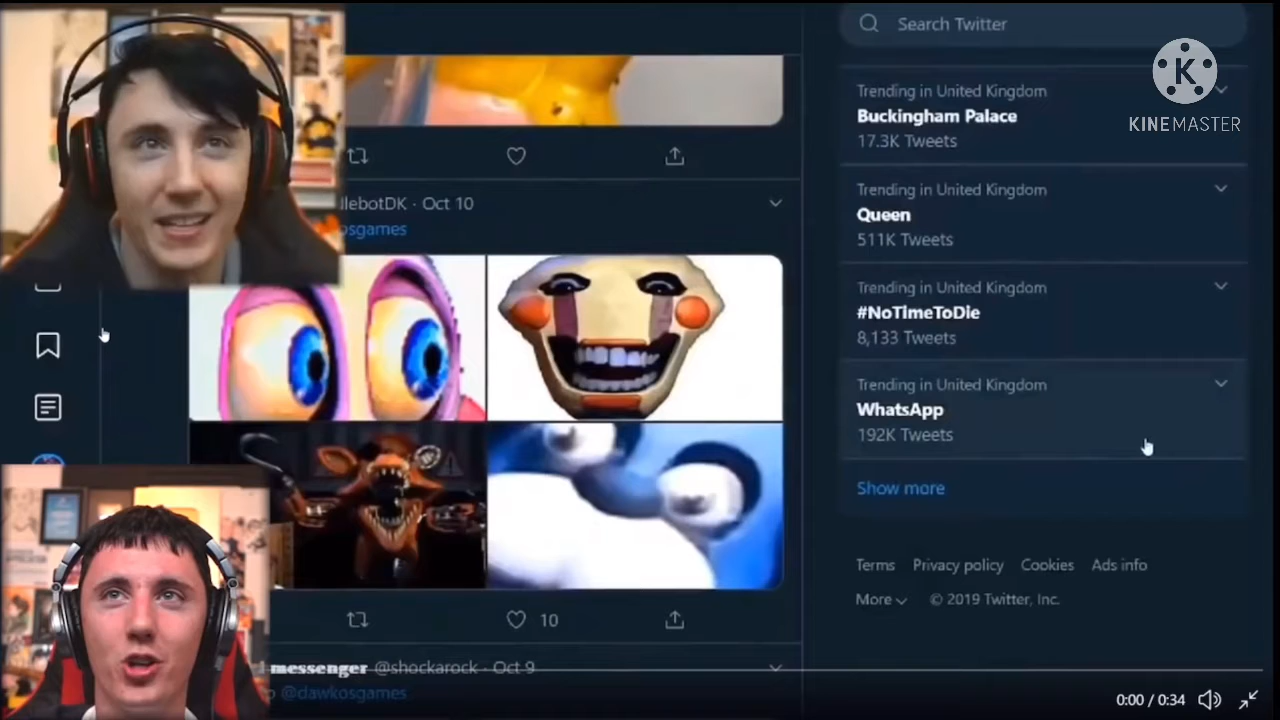 Search Twitter
Trending in United Kingdom
Buckingham Palace
17.3K Tweets
K
KINEMASTER
lebotDK · Oct 10
osgames
Trending in United Kingdom
Queen
511K Tweets
Trending in United Kingdom
#NoTimeToDie
8,133 Tweets
Trending in United Kingdom
WhatsApp
192K Tweets
Show more
Terms Privacy policy Cookies Ads info
More © 2019 Twitter, Inc.
10
messenger @shockarock · Oct 9
@dawkosgames
0:00 / 0:34